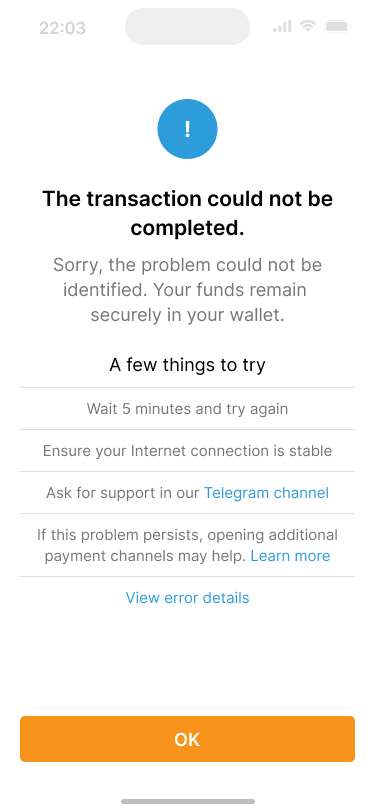 22:03
!
The transaction could not be
completed.
Sorry, the problem could not be
identified. Your funds remain
securely in your wallet.
A few things to try
Wait 5 minutes and try again
Ensure your Internet connection is stable
Ask for support in our Telegram channel
If this problem persists, opening additional
payment channels may help. Learn more
View error details
OK